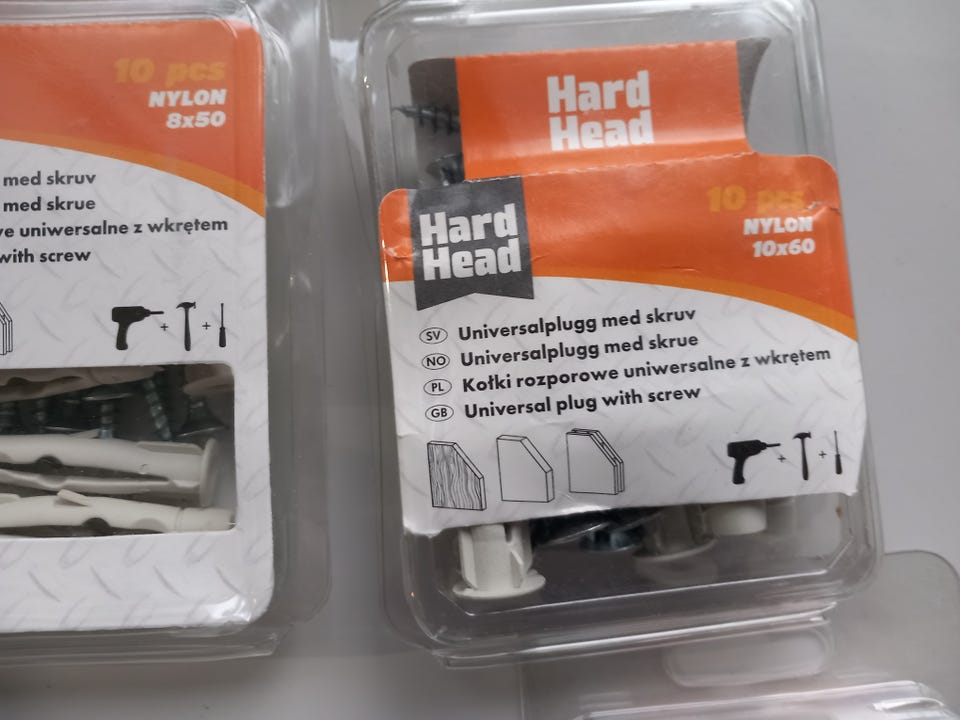 10 pcs
NYLON
8x50
med skruv
med skrue
ve uniwersalne z wkrętem
with screw
Hard
Head
Hard
Head
10 pcs
NYLON
10x60
SV Universalplugg med skruv
NO Universalplugg med skrue
PL Kołki rozporowe uniwersalne z wkrętem
GB Universal plug with screw